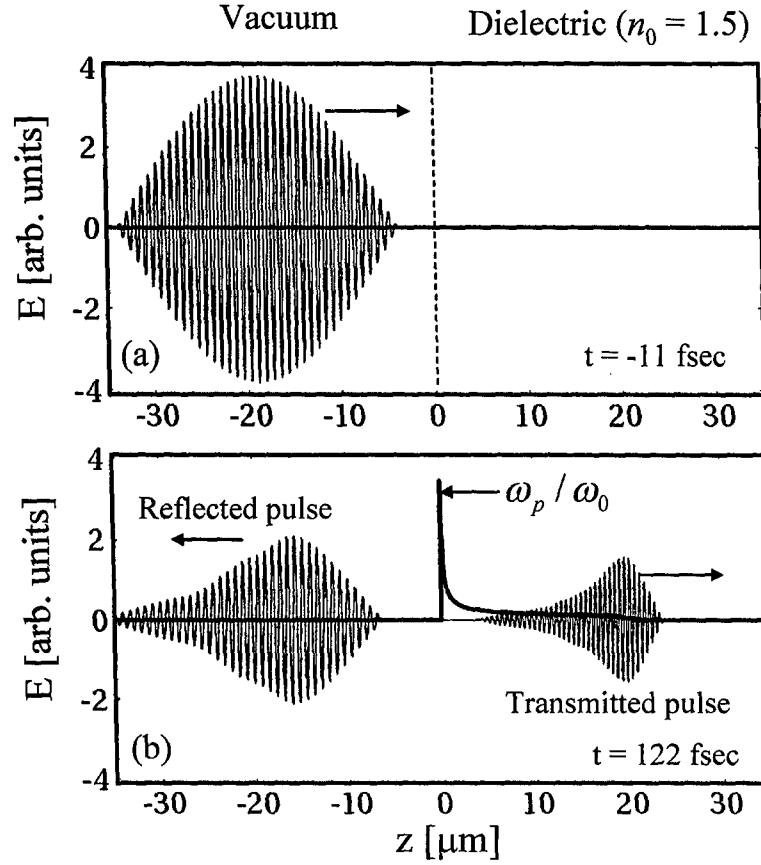 Vacuum Dielectric (n₀ = 1.5)
E [arb. units]
4
2
0
-2
-4
(a)
t = -11 fsec
-30 -20 -10 0 10 20 30
E [arb. units]
4
2
0
-2
-4
ωₚ / ω₀
Reflected pulse
Transmitted pulse
(b)
t = 122 fsec
-30 -20 -10 0 10 20 30
z [μm]